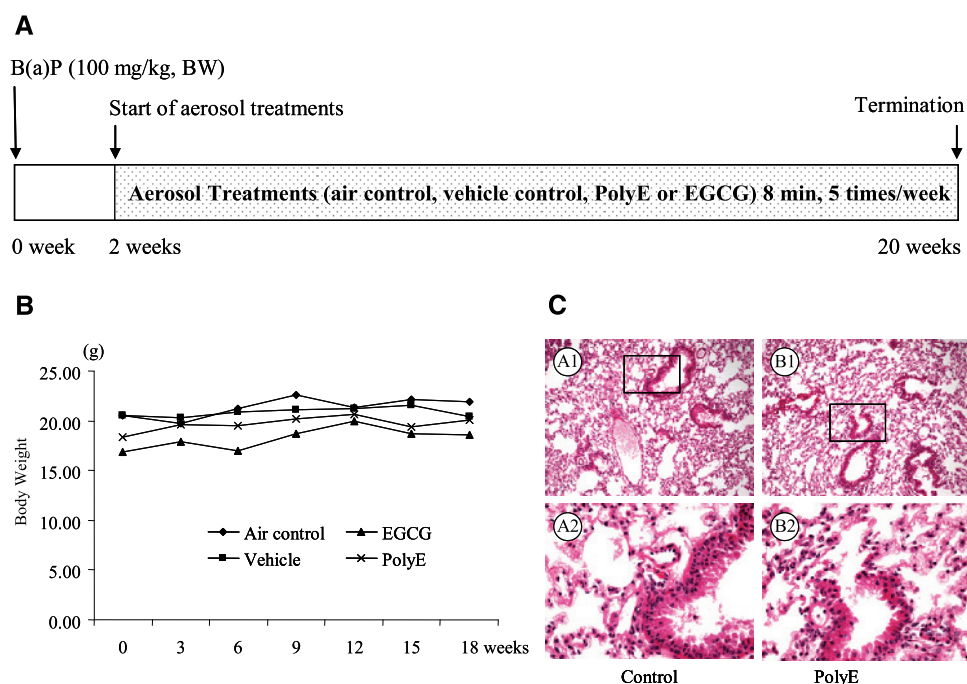 A
B(a)P (100 mg/kg, BW)
Start of aerosol treatments
Termination
Aerosol Treatments (air control, vehicle control, PolyE or EGCG) 8 min, 5 times/week
0 week
2 weeks
20 weeks
B
(g)
25.00
20.00
15.00
10.00
5.00
0.00
Body Weight
Air control
EGCG
Vehicle
PolyE
0 3 6 9 12 15 18 weeks
C
A1
B1
A2
B2
Control
PolyE